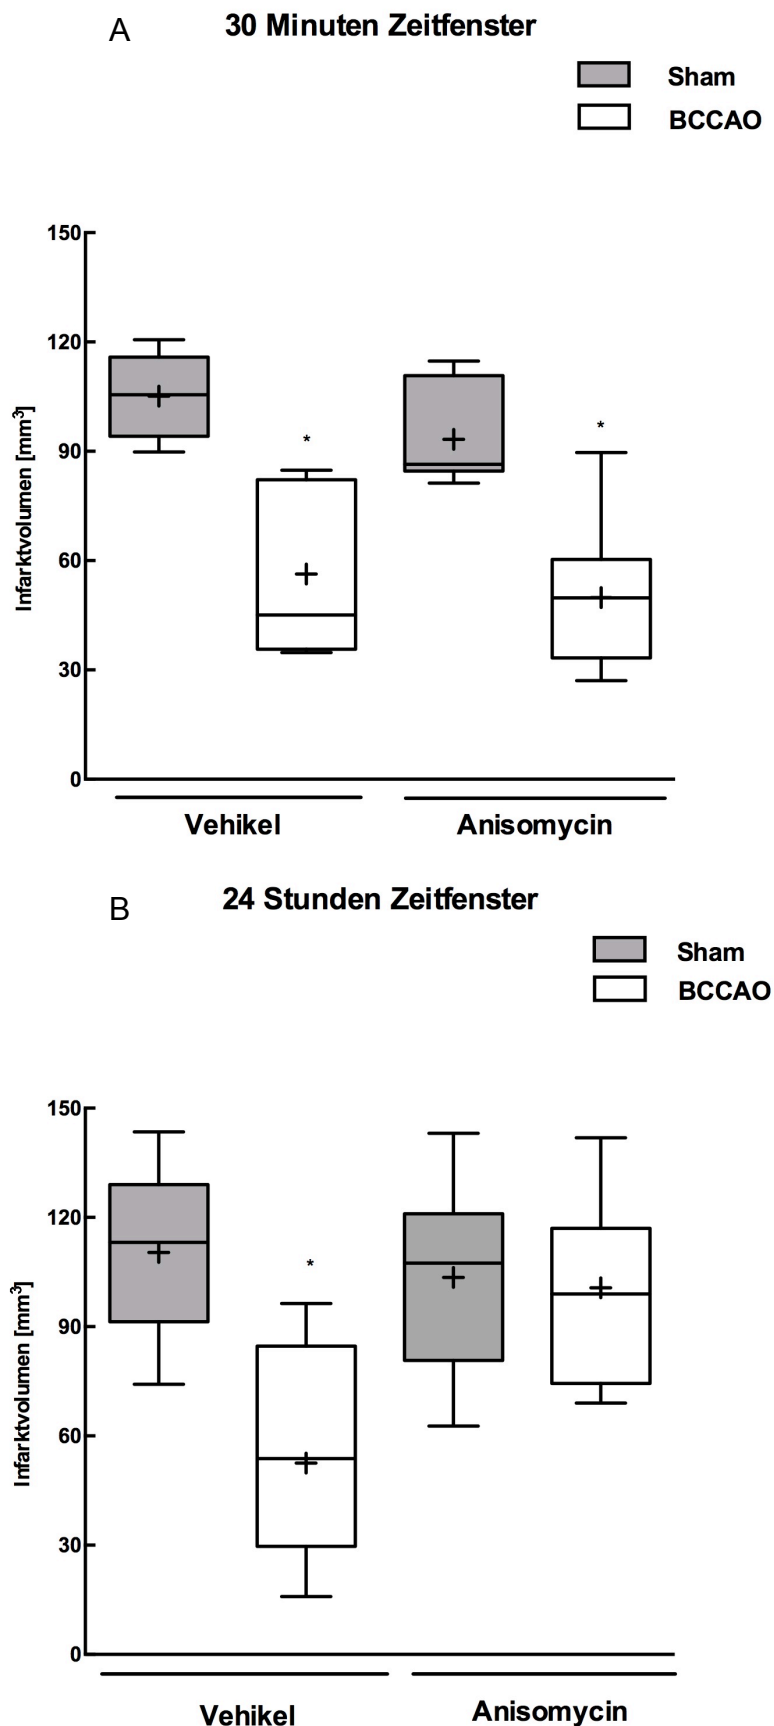 A
30 Minuten Zeitfenster
Sham
BCCAO
150
120
90
60
30
0
Infarktvolumen [mm³]
*
*
Vehikel
Anisomycin
B
24 Stunden Zeitfenster
Sham
BCCAO
150
120
90
60
30
0
Infarktvolumen [mm³]
*
Vehikel
Anisomycin